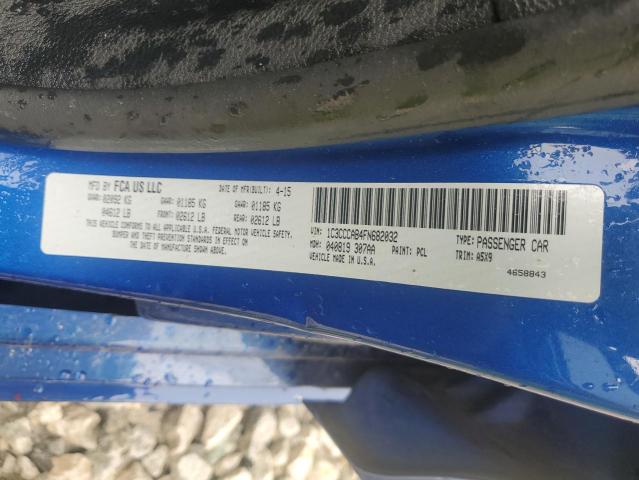 MFD BY FCA US LLC DATE OF MFR(BUILT): 4-15
GVWR: 02092 KG GAWR: 01185 KG GAWR: 01185 KG
04612 LB FRONT: 02612 LB REAR: 02612 LB
THIS VEHICLE CONFORMS TO ALL APPLICABLE U.S.A. FEDERAL MOTOR VEHICLE SAFETY,
BUMPER, AND THEFT PREVENTION STANDARDS IN EFFECT ON
THE DATE OF MANUFACTURE SHOWN ABOVE.
VIN: 1C3CCCAB4FN682032 TYPE: PASSENGER CAR
MDH: 040819 307AA PAINT: PCL TRIM: A5X9
VEHICLE MADE IN U.S.A.
4658843